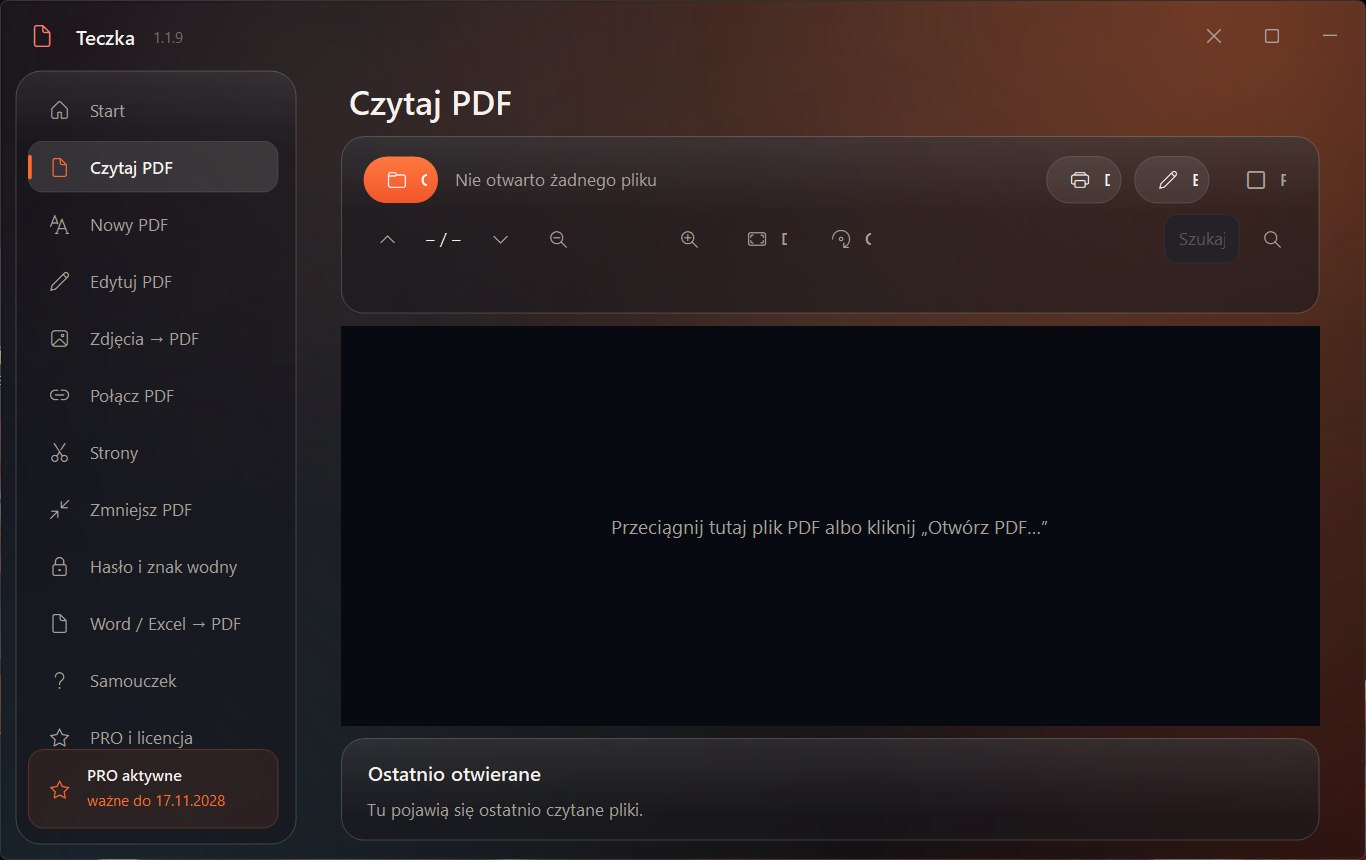 Teczka 1.1.9
Start
Czytaj PDF
Nowy PDF
Edytuj PDF
Zdjęcia → PDF
Połącz PDF
Strony
Zmniejsz PDF
Hasło i znak wodny
Word / Excel → PDF
Samouczek
PRO i licencja
PRO aktywne
ważne do 17.11.2028
Czytaj PDF
Nie otwarto żadnego pliku
– / –
Szukaj
Przeciągnij tutaj plik PDF albo kliknij „Otwórz PDF…”
Ostatnio otwierane
Tu pojawią się ostatnio czytane pliki.